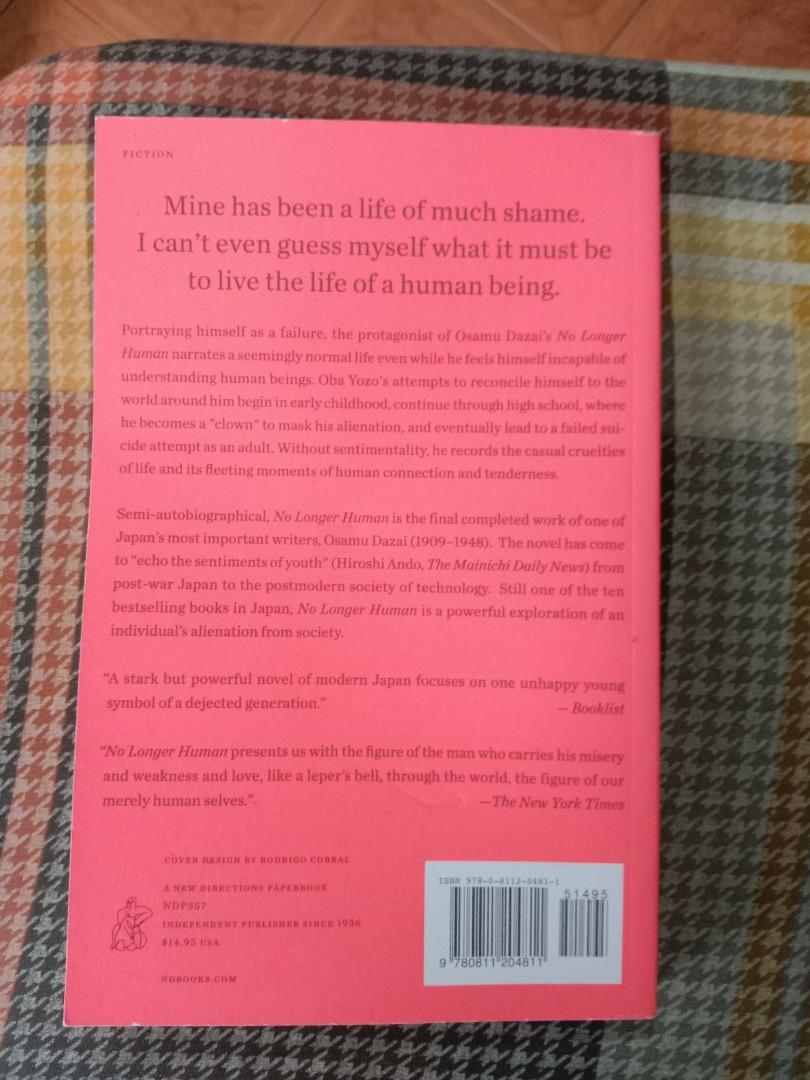 FICTION
Mine has been a life of much shame.
I can't even guess myself what it must be
to live the life of a human being.
Portraying himself as a failure, the protagonist of Osamu Dazai's No Longer
Human narrates a seemingly normal life even while he feels himself incapable of
understanding human beings. Oba Yozo's attempts to reconcile himself to the
world around him begin in early childhood, continue through high school, where
he becomes a "clown" to mask his alienation, and eventually lead to a failed sui-
cide attempt as an adult. Without sentimentality, he records the casual cruelties
of life and its fleeting moments of human connection and tenderness.
Semi-autobiographical, No Longer Human is the final completed work of one of
Japan's most important writers, Osamu Dazai (1909–1948). The novel has come
to "echo the sentiments of youth" (Hiroshi Ando, The Mainichi Daily News) from
post-war Japan to the postmodern society of technology. Still one of the ten
bestselling books in Japan, No Longer Human is a powerful exploration of an
individual's alienation from society.
"A stark but powerful novel of modern Japan focuses on one unhappy young
symbol of a dejected generation."
— Booklist
"No Longer Human presents us with the figure of the man who carries his misery
and weakness and love, like a leper's bell, through the world, the figure of our
merely human selves."
—The New York Times
COVER DESIGN BY RODRIGO CORRAL
A NEW DIRECTIONS PAPERBOOK
NDP357
INDEPENDENT PUBLISHER SINCE 1936
$14.95 USA
NDBOOKS.COM
ISBN 978-0-8112-0481-1
51495
9 780811 204811